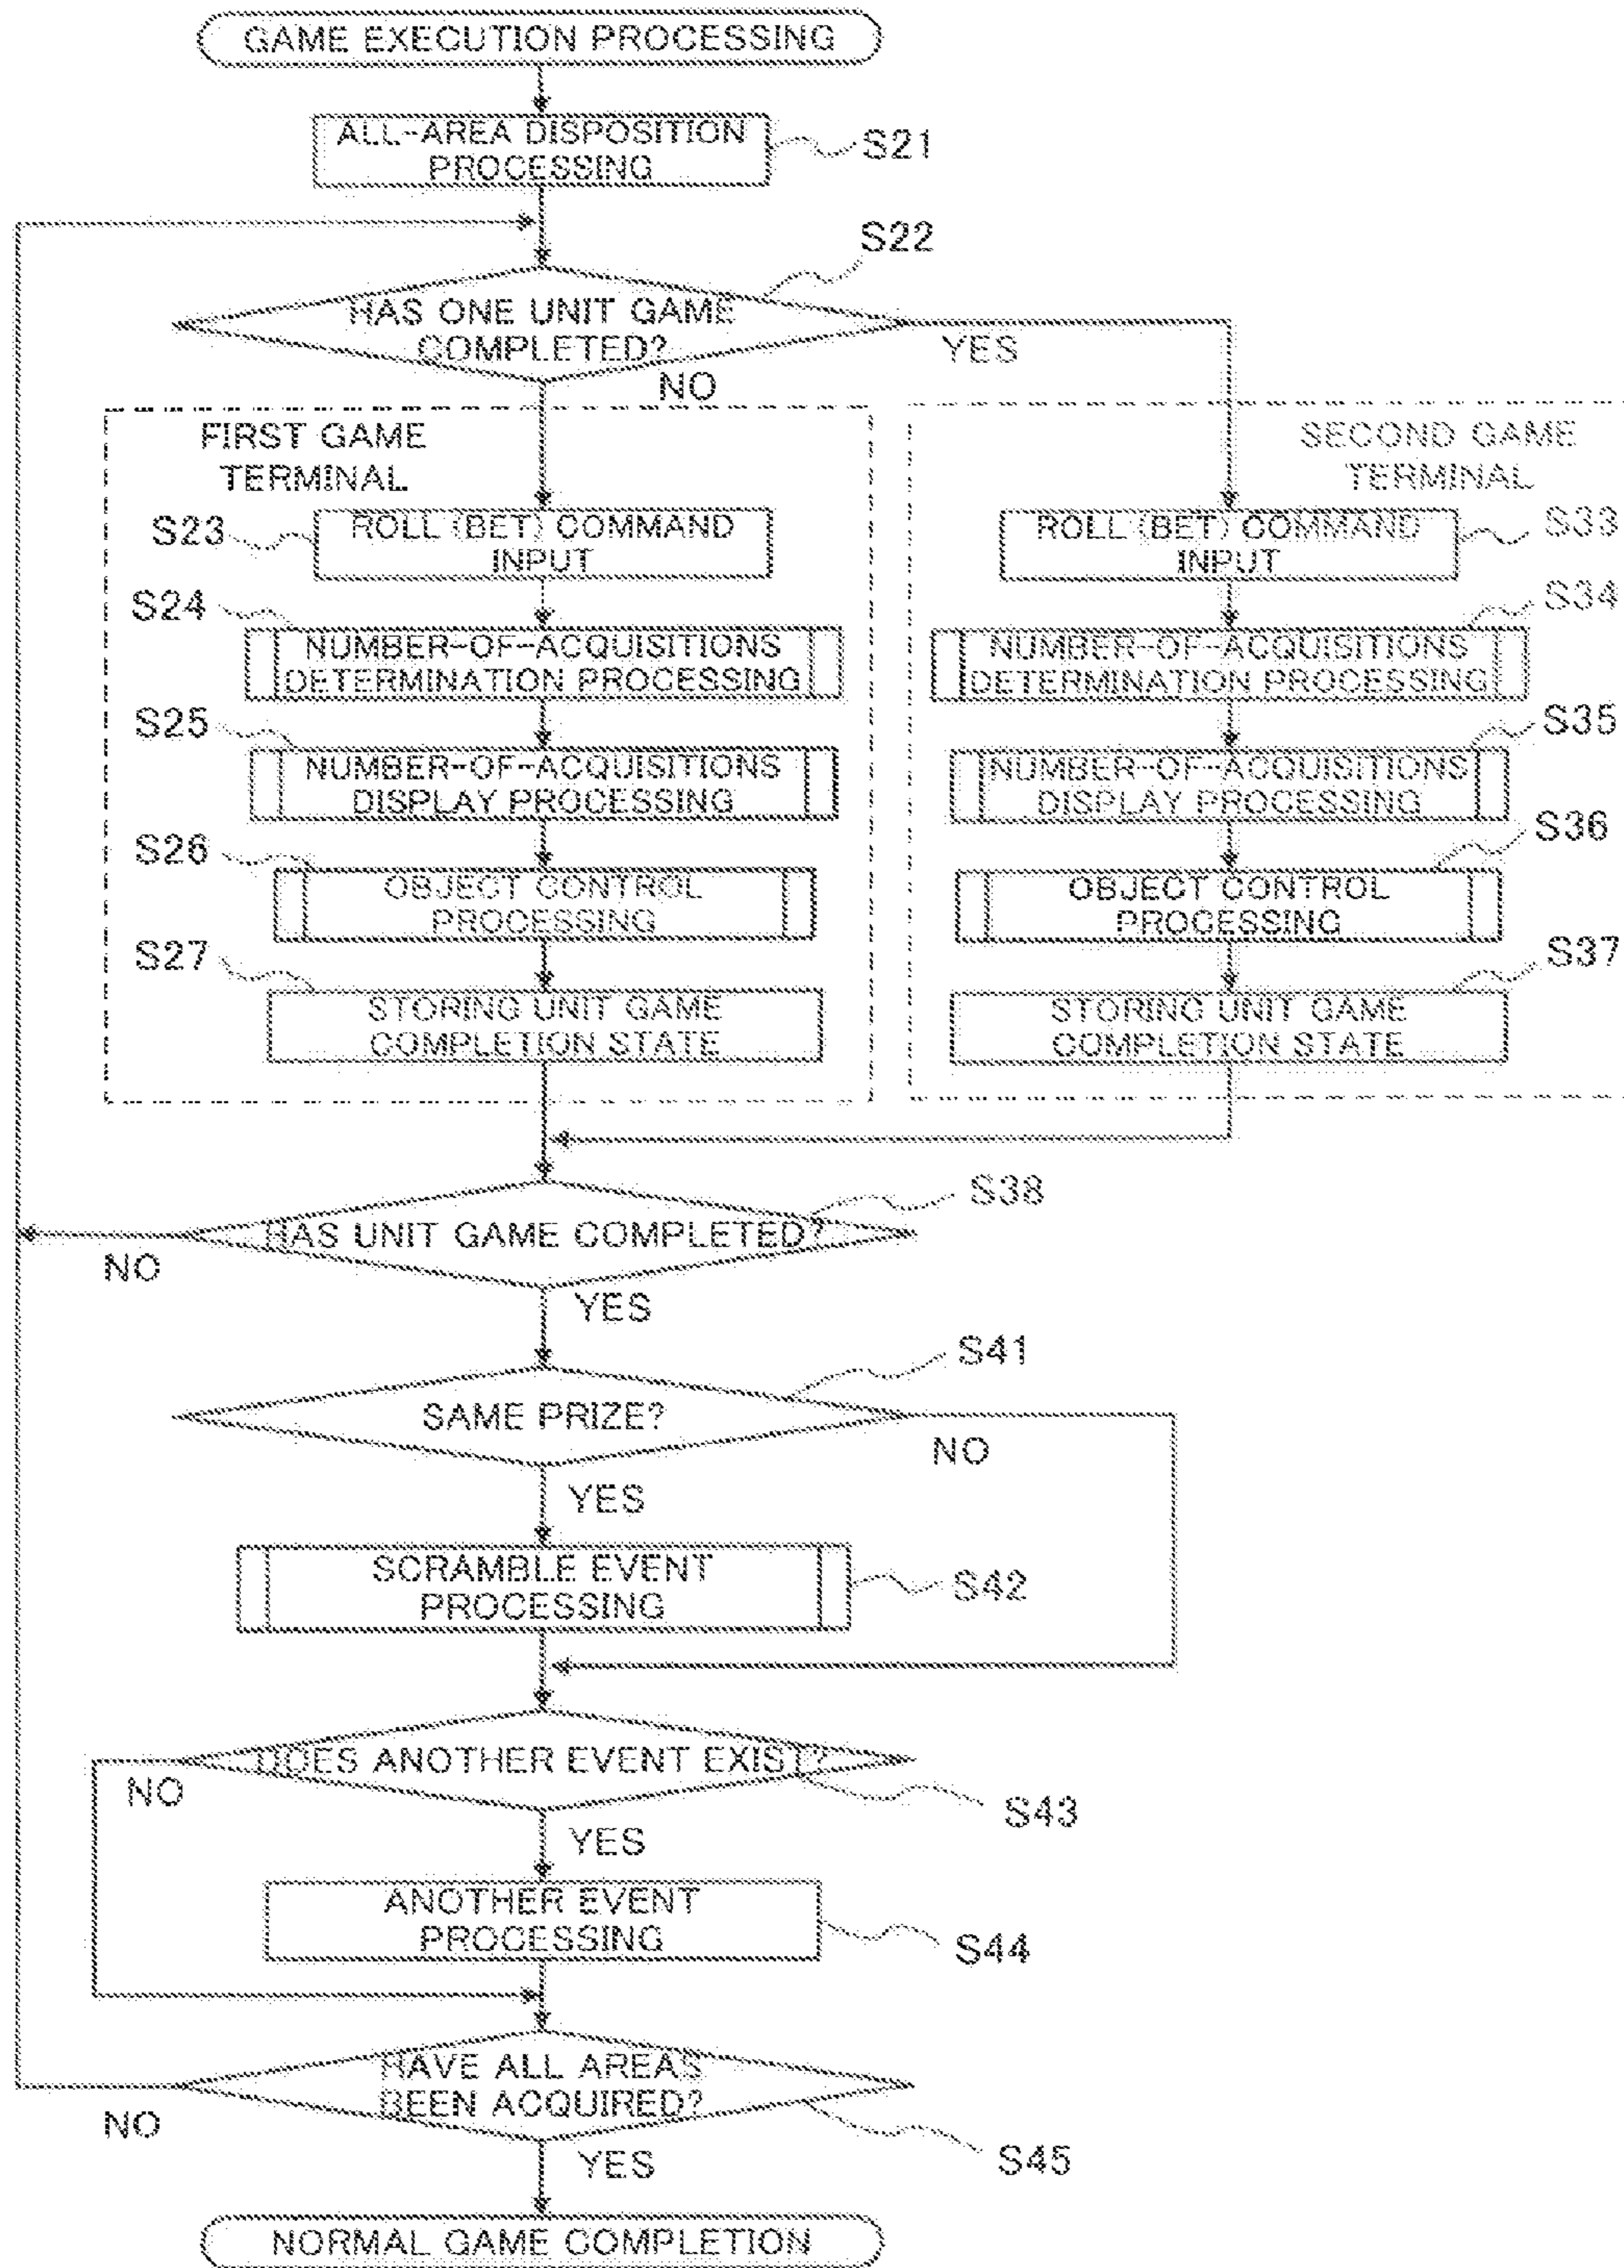 GAME EXECUTION PROCESSING
ALL-AREA DISPOSITION
PROCESSING
S21
S22
HAS ONE UNIT GAME
COMPLETED?
YES
NO
FIRST GAME
TERMINAL
SECOND GAME
TERMINAL
S23
ROLL (BET) COMMAND
INPUT
ROLL (BET) COMMAND
INPUT
S33
S24
NUMBER-OF-ACQUISITIONS
DETERMINATION PROCESSING
S34
NUMBER-OF-ACQUISITIONS
DETERMINATION PROCESSING
S25
NUMBER-OF-ACQUISITIONS
DISPLAY PROCESSING
S35
NUMBER-OF-ACQUISITIONS
DISPLAY PROCESSING
S26
OBJECT CONTROL
PROCESSING
S36
OBJECT CONTROL
PROCESSING
S27
STORING UNIT GAME
COMPLETION STATE
S37
STORING UNIT GAME
COMPLETION STATE
S38
HAS UNIT GAME COMPLETED?
NO
YES
S41
SAME PRIZE?
NO
YES
SCRAMBLE EVENT
PROCESSING
S42
DOES ANOTHER EVENT EXIST?
NO
S43
YES
ANOTHER EVENT
PROCESSING
S44
HAVE ALL AREAS
BEEN ACQUIRED?
NO
S45
YES
NORMAL GAME COMPLETION